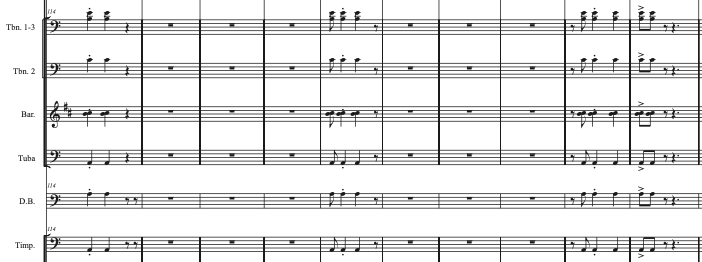 114
Tbn. 1-3
Tbn. 2
Bar.
Tuba
114
D.B.
114
Timp.